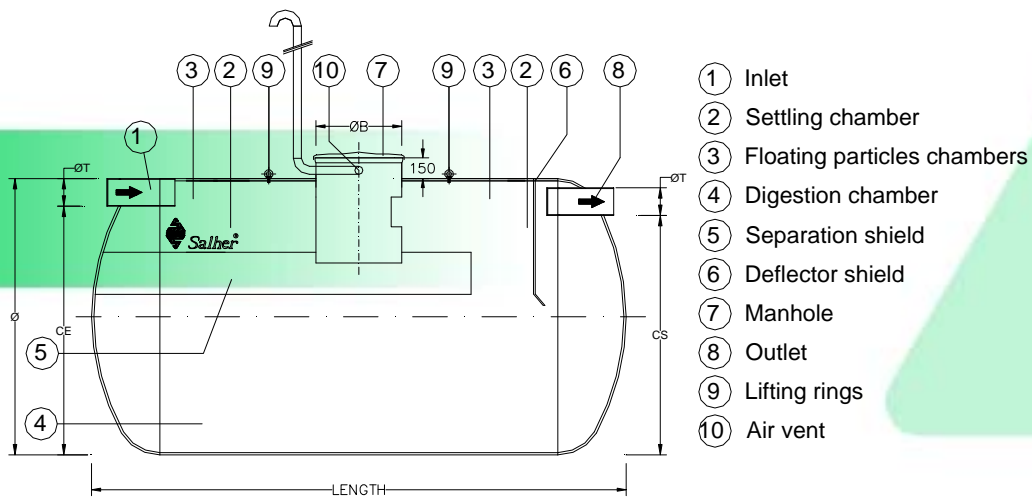 3 2 9 10 7 9 3 2 6 8
1
ØB
ØT
150
ØT
Salher®
Ø
CE
CS
5
4
LENGTH
1 Inlet
2 Settling chamber
3 Floating particles chambers
4 Digestion chamber
5 Separation shield
6 Deflector shield
7 Manhole
8 Outlet
9 Lifting rings
10 Air vent